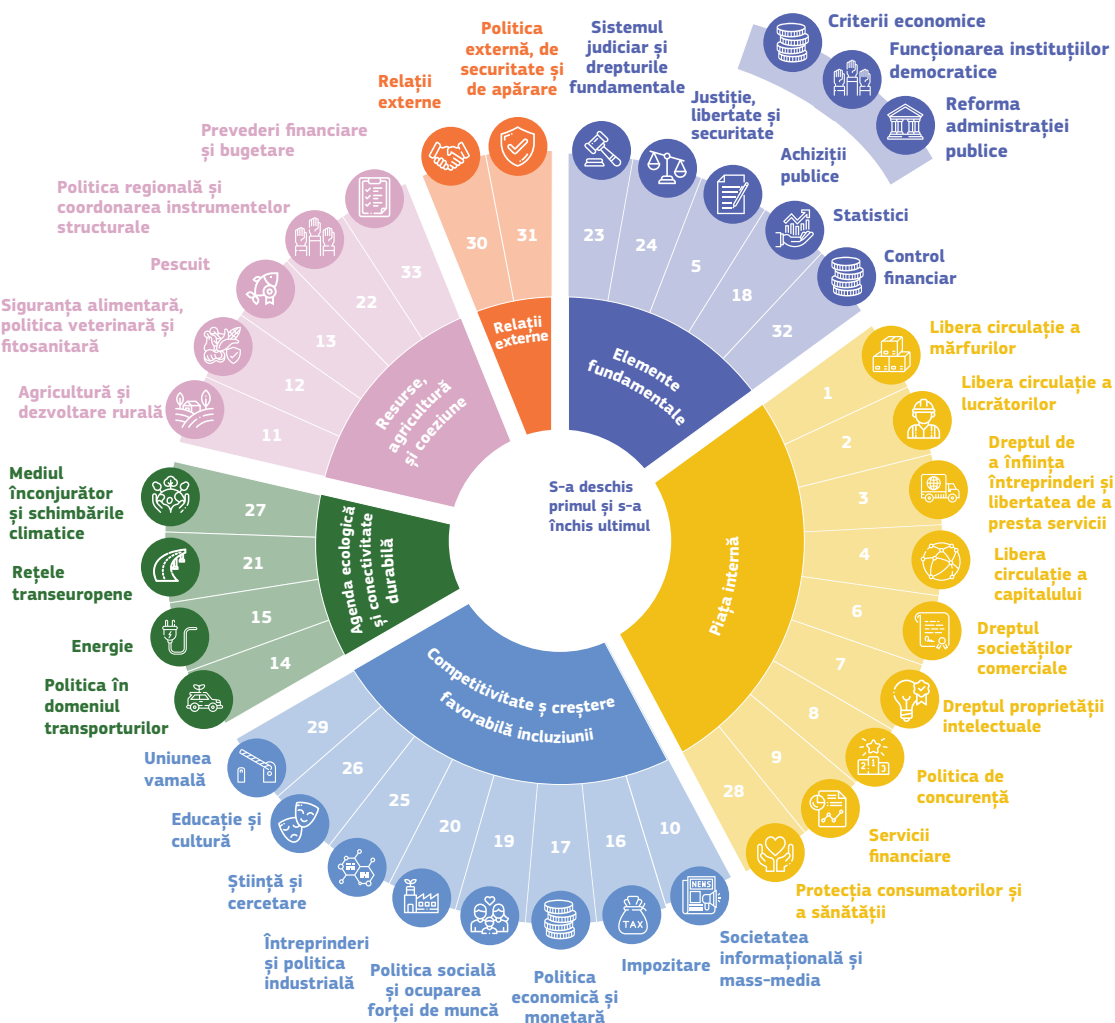 Criterii economice
Funcționarea instituțiilor
democratice
Reforma
administrației
publice
Sistemul
judiciar și
drepturile
fundamentale
Justiție,
libertate și
securitate
Achiziții
publice
Statistici
Control
financiar
23
24
5
18
32
Elemente
fundamentale
Libera circulație a
mărfurilor
Libera circulație a
lucrătorilor
Dreptul de
a înființa
întreprinderi și
libertatea de a
presta servicii
Libera
circulație a
capitalului
Dreptul
societăților
comerciale
Dreptul proprietății
intelectuale
Politica de
concurență
Servicii
financiare
Protecția consumatorilor și
a sănătății
1
2
3
4
6
7
8
9
28
Piața internă
Societatea
informațională și
mass-media
Impozitare
Politica
economică și
monetară
Politica socială
și ocuparea
forței de muncă
Întreprinderi
și politica
industrială
Știință și
cercetare
Educație și
cultură
Uniunea
vamală
NEWS
TAX
10
16
17
19
20
25
26
29
Competitivitate ș creștere
favorabilă incluziunii
Politica în
domeniul
transporturilor
Energie
Rețele
transeuropene
Mediul
înconjurător
și schimbările
climatice
14
15
21
27
Agenda ecologică
și conectivitate
durabilă
Agricultură și
dezvoltare rurală
Siguranța alimentară,
politica veterinară și
fitosanitară
Pescuit
Politica regională și
coordonarea instrumentelor
structurale
Prevederi financiare
și bugetare
11
12
13
22
33
Resurse,
agricultură
și coeziune
Relații
externe
Politica
externă, de
securitate și
de apărare
30
31
Relații
externe
S-a deschis
primul și s-a
închis ultimul
2 1 3